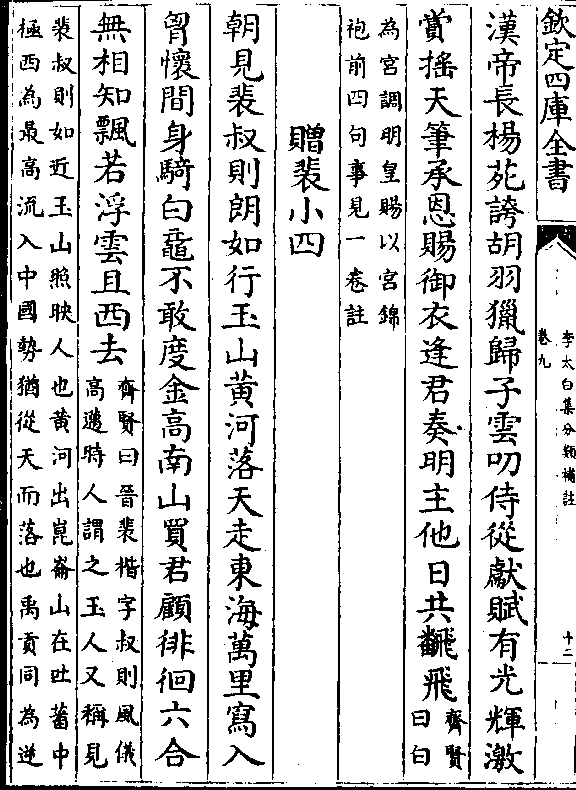 欽定四庫全書
李太白集分類補註
卷九
十二
漢帝長楊苑誇胡羽獵歸子雲叨侍從獻賦有光輝激
賞摇天筆承恩賜御衣逢君奏明主他日共飜飛齊賢
曰白
為宫調明皇賜以宫錦
袍前四句事見一卷註
贈裴小四
朝見裴叔則朗如行玉山黄河落天走東海萬里寫入
胷懷間身騎白黿不敢度金高南山買君顧徘徊六合
無相知飄若浮雲且西去齊賢曰晉裴楷字叔則風儀
高邁時人謂之玉人又稱見
裴叔則如近玉山照映人也黄河出崑崙山在吐蕃中
極西為最高流入中國勢猶從天而落也禹貢同為逆